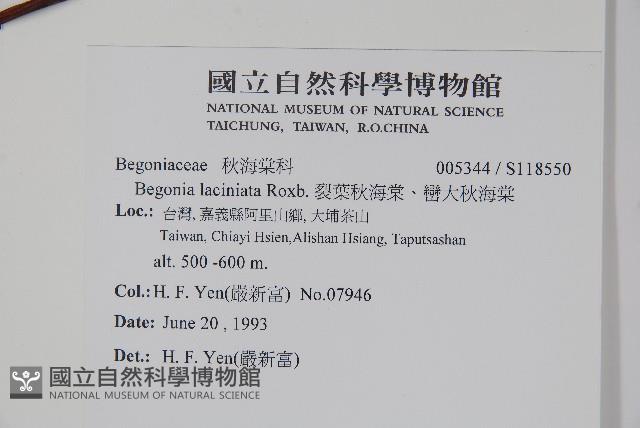 國立自然科學博物館
NATIONAL MUSEUM OF NATURAL SCIENCE
TAICHUNG, TAIWAN, R.O.CHINA
Begoniaceae 秋海棠科 005344 / S118550
Begonia laciniata Roxb. 裂葉秋海棠、巒大秋海棠
Loc.: 台灣, 嘉義縣阿里山鄉, 大埔茶山
Taiwan, Chiayi Hsien,Alishan Hsiang, Taputsashan
alt. 500 -600 m.
Col.: H. F. Yen(嚴新富) No.07946
Date: June 20 , 1993
Det.: H. F. Yen(嚴新富)
國立自然科學博物館
NATIONAL MUSEUM OF NATURAL SCIENCE